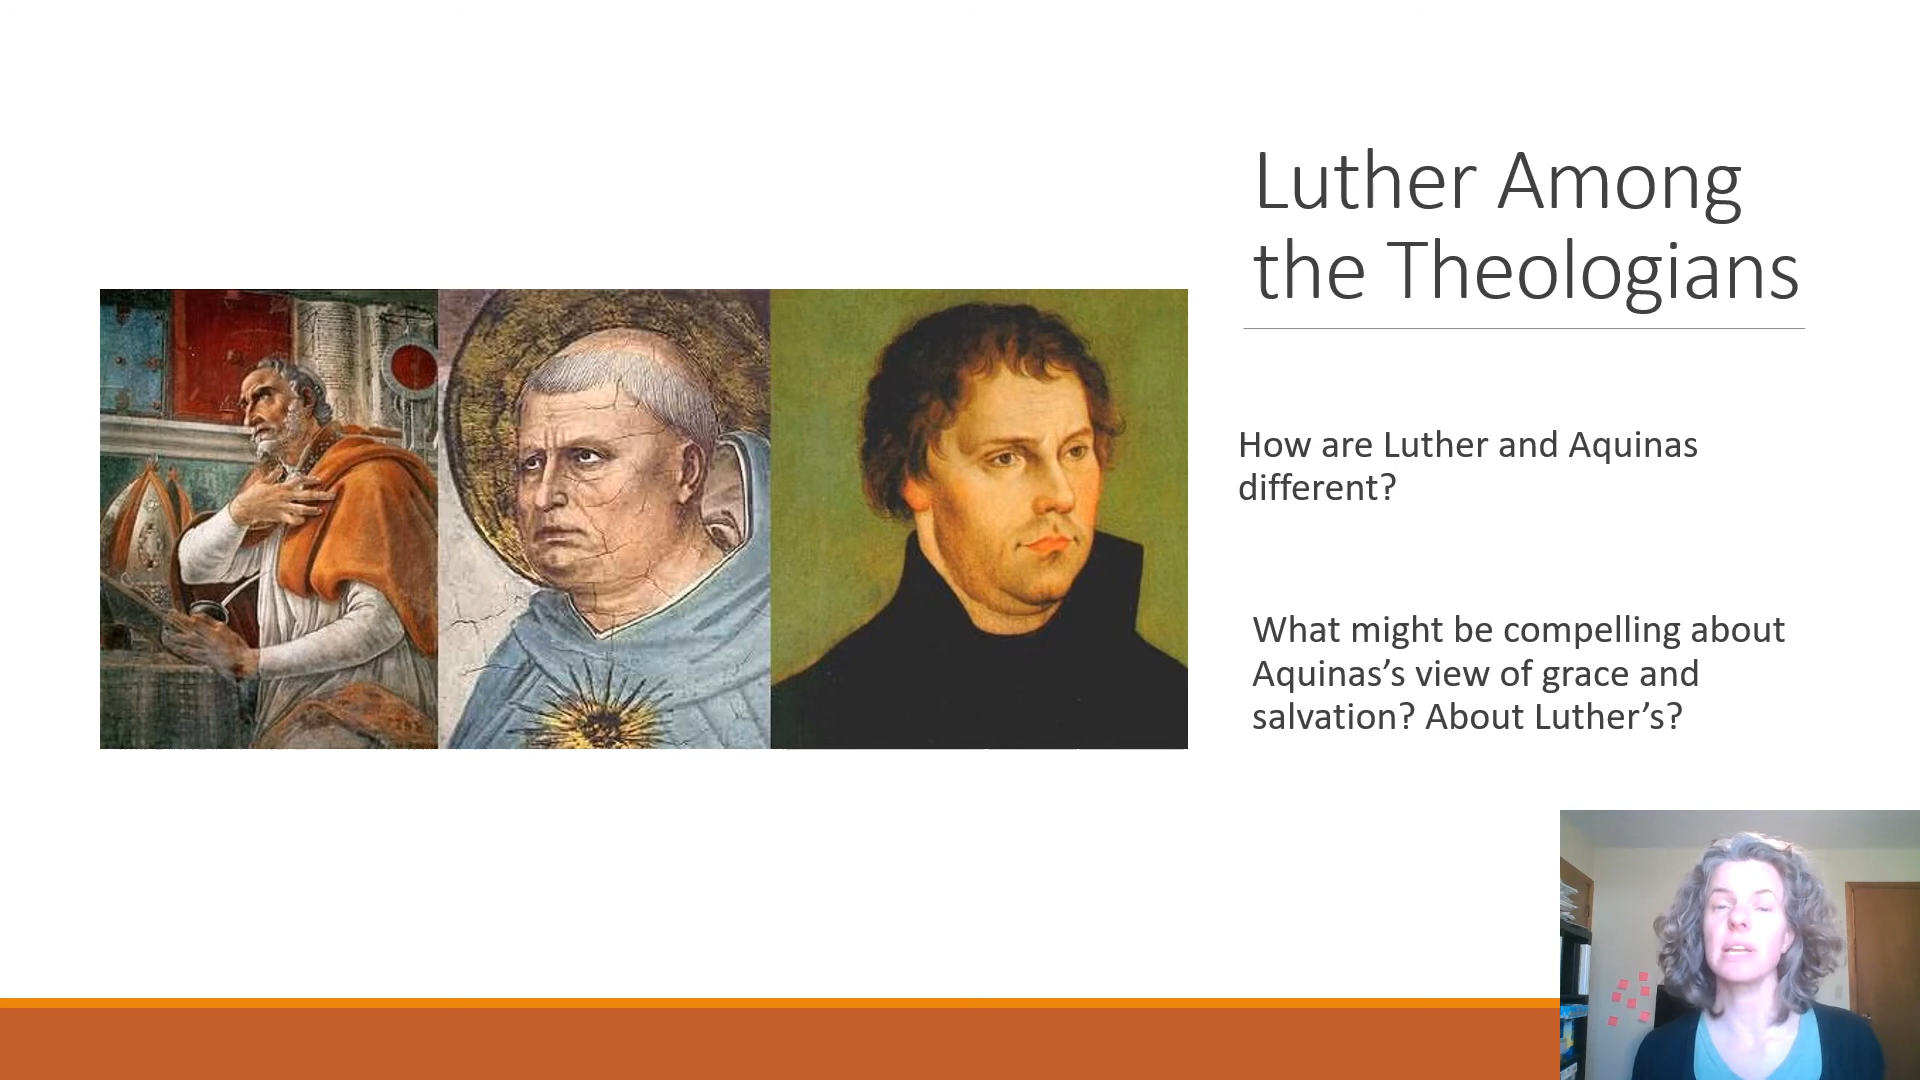 Luther Among
the Theologians
How are Luther and Aquinas
different?
What might be compelling about
Aquinas’s view of grace and
salvation? About Luther’s?